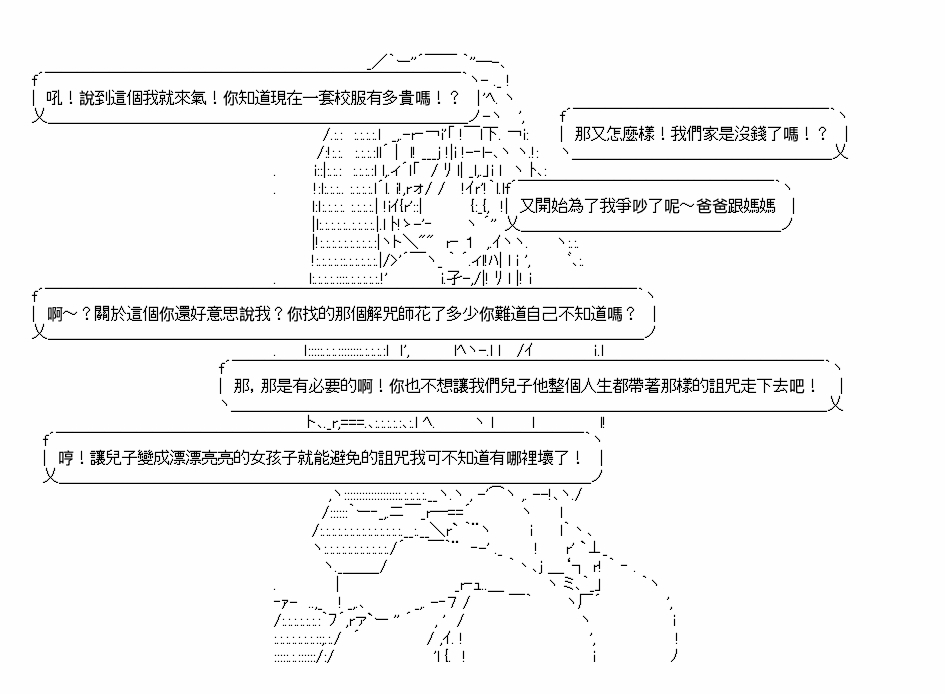 吼！說到這個我就來氣！你知道現在一套校服有多貴嗎！？
那又怎麼樣！我們家是沒錢了嗎！？
又開始為了我爭吵了呢～爸爸跟媽媽
啊～？關於這個你還好意思說我？你找的那個解咒師花了多少你難道自己不知道嗎？
那，那是有必要的啊！你也不想讓我們兒子他整個人生都帶著那樣的詛咒走下去吧！
哼！讓兒子變成漂漂亮亮的女孩子就能避免的詛咒我可不知道有哪裡壞了！